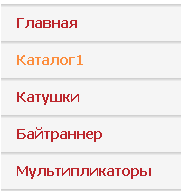 Главная
Каталог1
Катушки
Байтраннер
Мультипликаторы